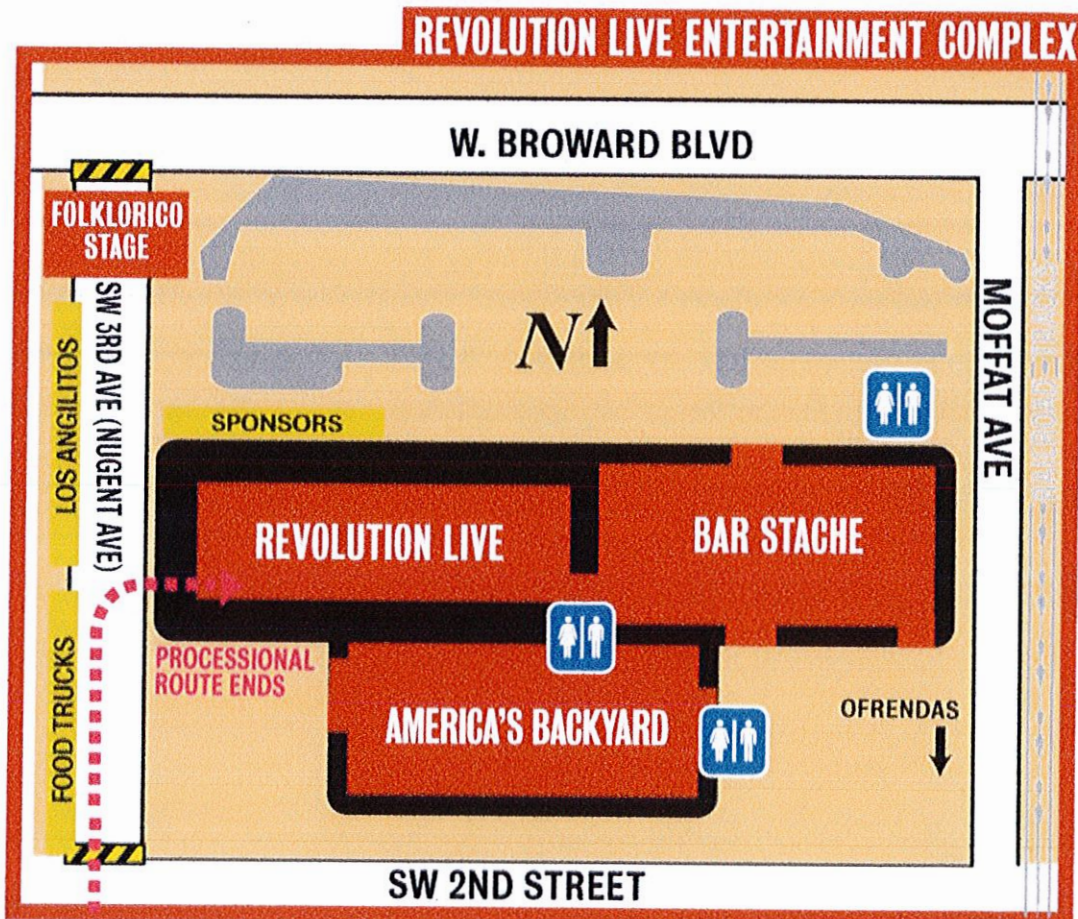 REVOLUTION LIVE ENTERTAINMENT COMPLEX
W. BROWARD BLVD
FOLKLORICO
STAGE
SW 3RD AVE (NUGENT AVE)
LOS ANGILITOS
N
MOFFAT AVE
SPONSORS
REVOLUTION LIVE
BAR STACHE
FOOD TRUCKS
PROCESSIONAL
ROUTE ENDS
AMERICA'S BACKYARD
OFRENDAS
SW 2ND STREET